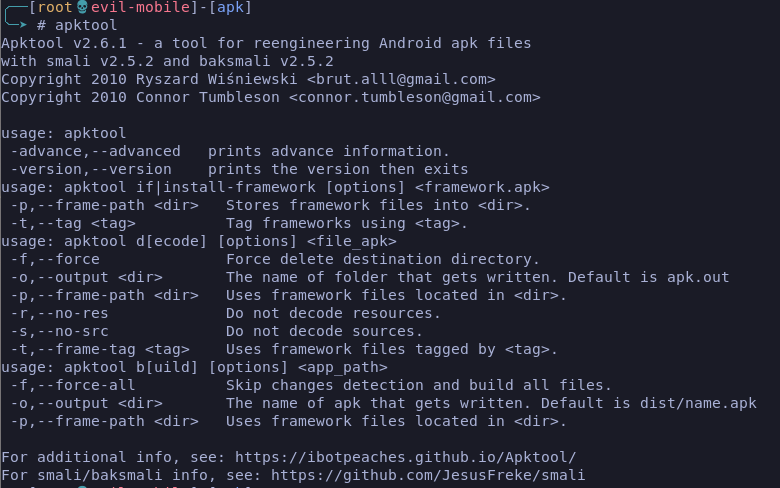 [root💀evil-mobile]-[apk]
# apktool
Apktool v2.6.1 - a tool for reengineering Android apk files
with smali v2.5.2 and baksmali v2.5.2
Copyright 2010 Ryszard Wiśniewski <brut.alll@gmail.com>
Copyright 2010 Connor Tumbleson <connor.tumbleson@gmail.com>

usage: apktool
 -advance,--advanced   prints advance information.
 -version,--version    prints the version then exits
usage: apktool if|install-framework [options] <framework.apk>
 -p,--frame-path <dir>   Stores framework files into <dir>.
 -t,--tag <tag>          Tag frameworks using <tag>.
usage: apktool d[ecode] [options] <file_apk>
 -f,--force              Force delete destination directory.
 -o,--output <dir>       The name of folder that gets written. Default is apk.out
 -p,--frame-path <dir>   Uses framework files located in <dir>.
 -r,--no-res             Do not decode resources.
 -s,--no-src             Do not decode sources.
 -t,--frame-tag <tag>    Uses framework files tagged by <tag>.
usage: apktool b[uild] [options] <app_path>
 -f,--force-all          Skip changes detection and build all files.
 -o,--output <dir>       The name of apk that gets written. Default is dist/name.apk
 -p,--frame-path <dir>   Uses framework files located in <dir>.

For additional info, see: https://ibotpeaches.github.io/Apktool/
For smali/baksmali info, see: https://github.com/JesusFreke/smali